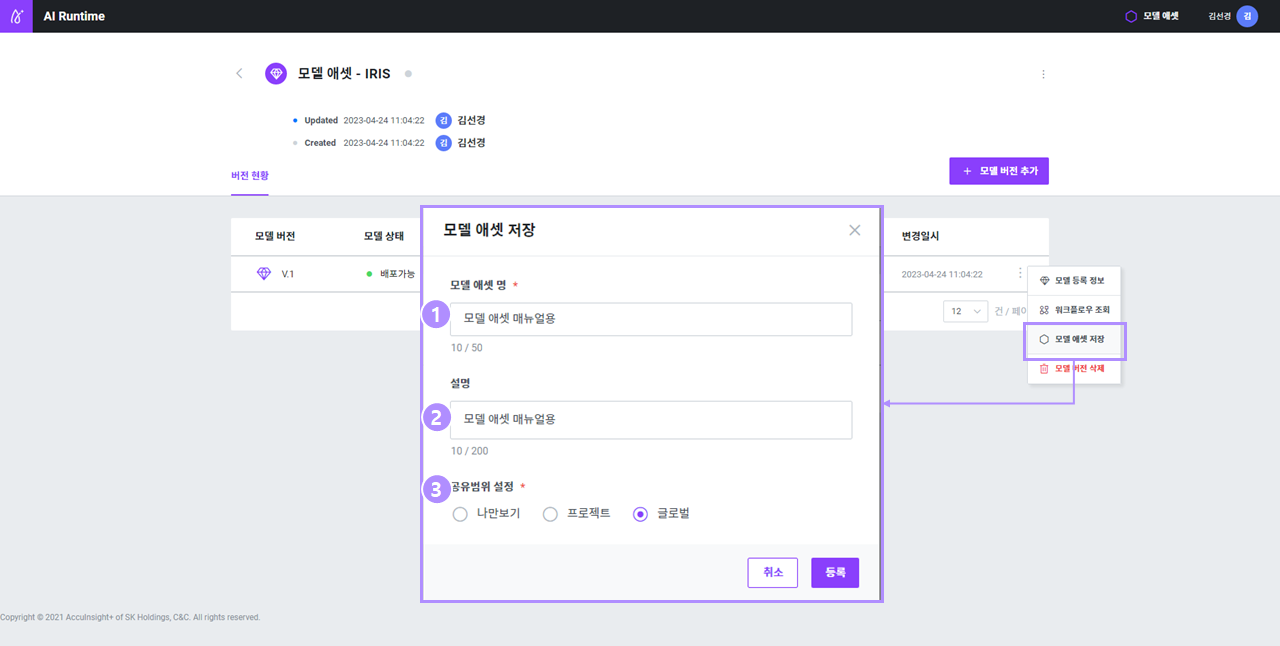 AI Runtime
모델 애셋
김선경
김
모델 애셋 - IRIS
Updated 2023-04-24 11:04:22 김 김선경
Created 2023-04-24 11:04:22 김 김선경
버전 현황
+ 모델 버전 추가
모델 버전 모델 상태 변경일시
V.1 배포가능 2023-04-24 11:04:22
12 건 / 페이
모델 등록 정보
워크플로우 조회
모델 애셋 저장
모델 버전 삭제
모델 애셋 저장
모델 애셋 명 *
1 모델 애셋 매뉴얼용
10 / 50
설명
2 모델 애셋 매뉴얼용
10 / 200
3 공유범위 설정 *
나만보기 프로젝트 글로벌
취소 등록
Copyright © 2021 AccuInsight+ of SK Holdings, C&C. All rights reserved.